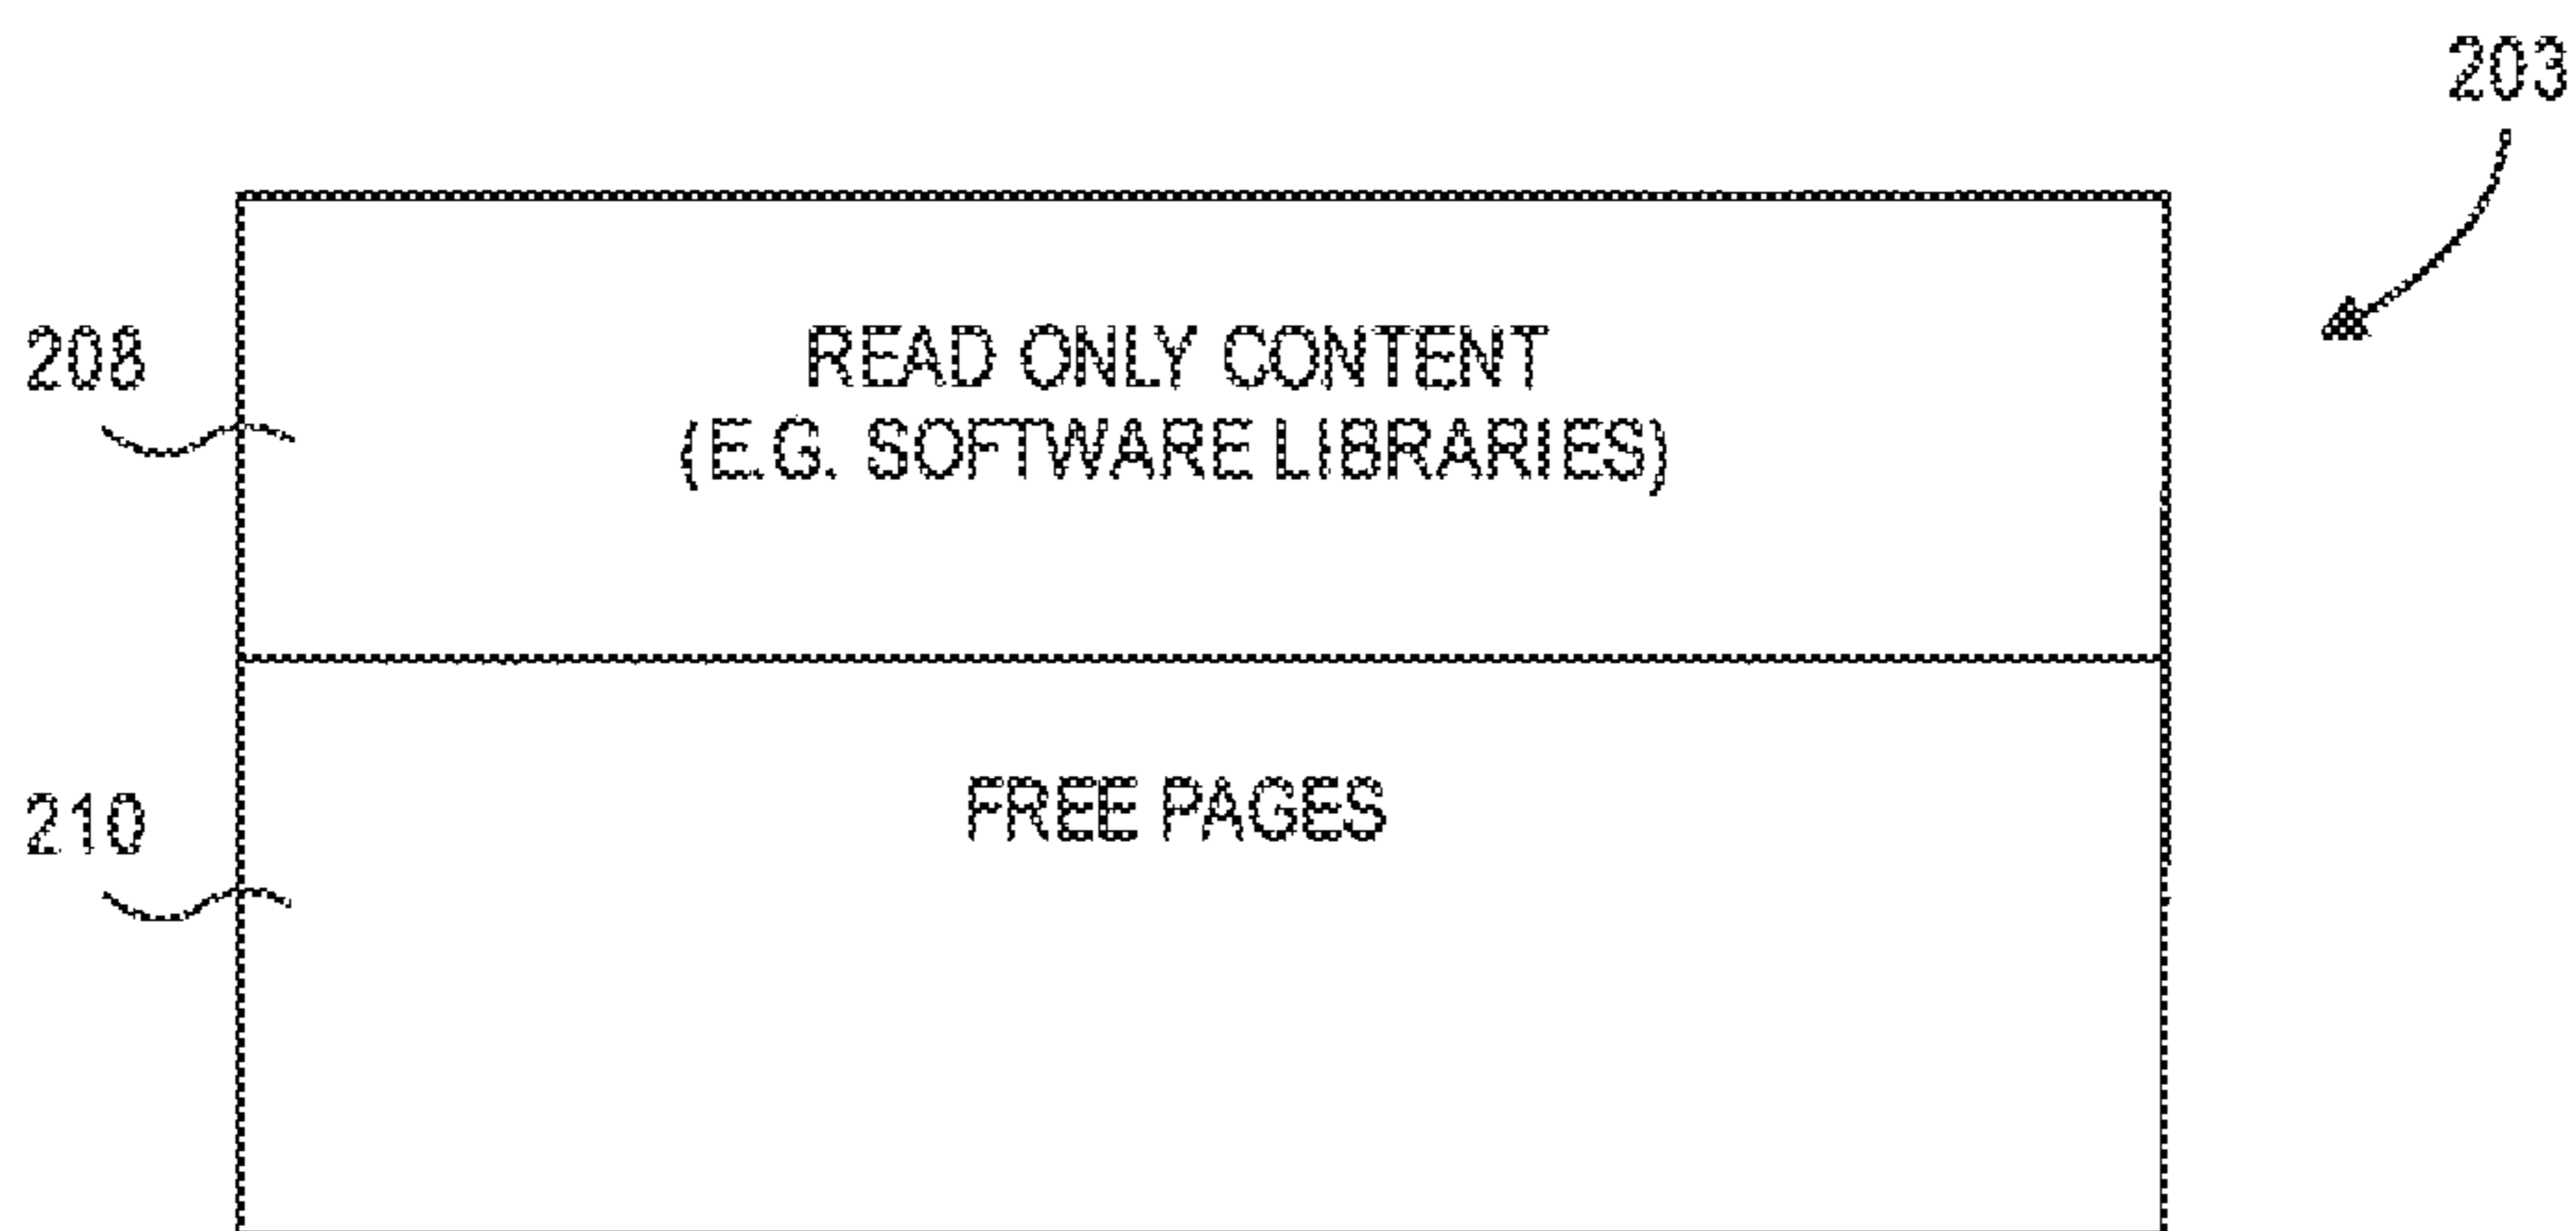 203
208
READ ONLY CONTENT
(E.G. SOFTWARE LIBRARIES)
210
FREE PAGES